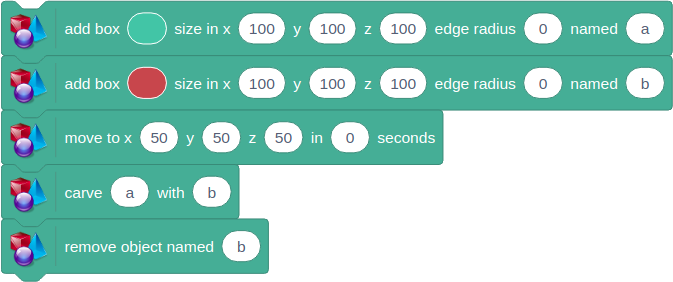 add box size in x 100 y 100 z 100 edge radius 0 named a
add box size in x 100 y 100 z 100 edge radius 0 named b
move to x 50 y 50 z 50 in 0 seconds
carve a with b
remove object named b